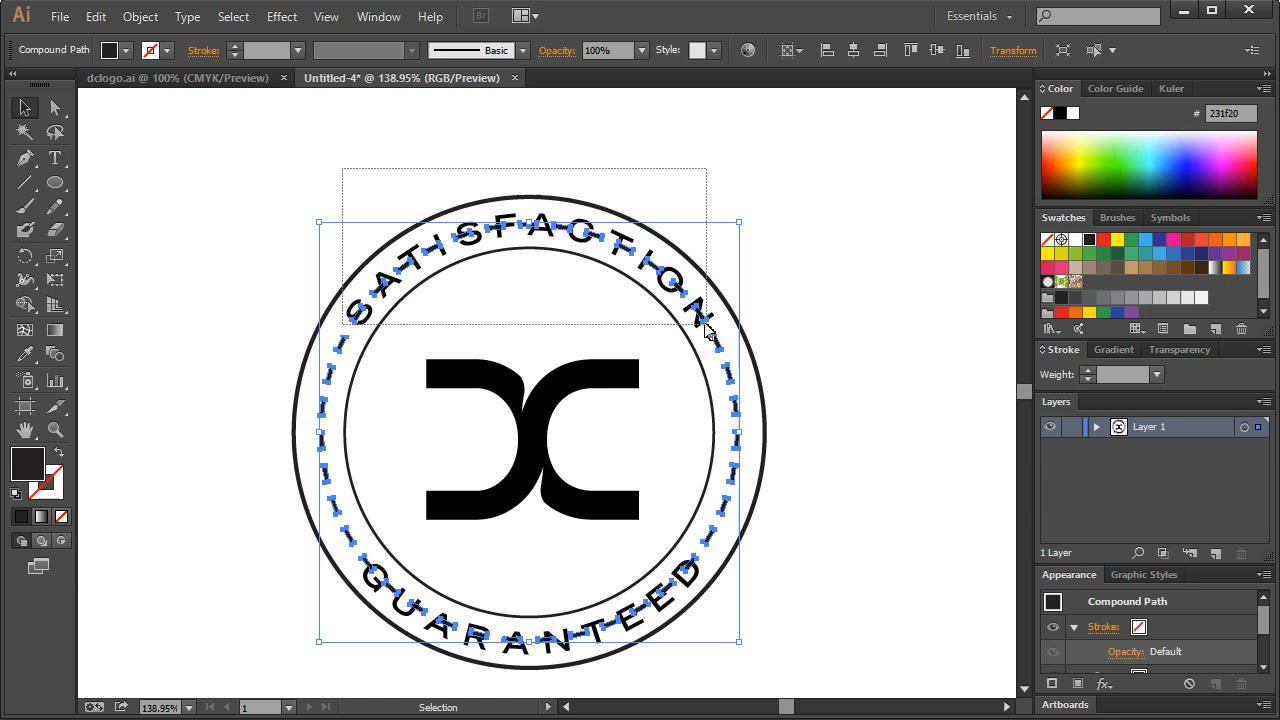 Ai File Edit Object Type Select Effect View Window Help Br Essentials
Compound Path Stroke: Basic Opacity: 100% Style: Transform
dclogo.ai @ 100% (CMYK/Preview) × Untitled-4* @ 138.95% (RGB/Preview) ×
Color Color Guide Kuler
# 231f20
Swatches Brushes Symbols
Stroke Gradient Transparency
Weight:
Layers
Layer 1
1 Layer
Appearance Graphic Styles
Compound Path
Stroke:
Opacity: Default
Artboards
SATISFACTION
GUARANTEED
138.95% 1 Selection